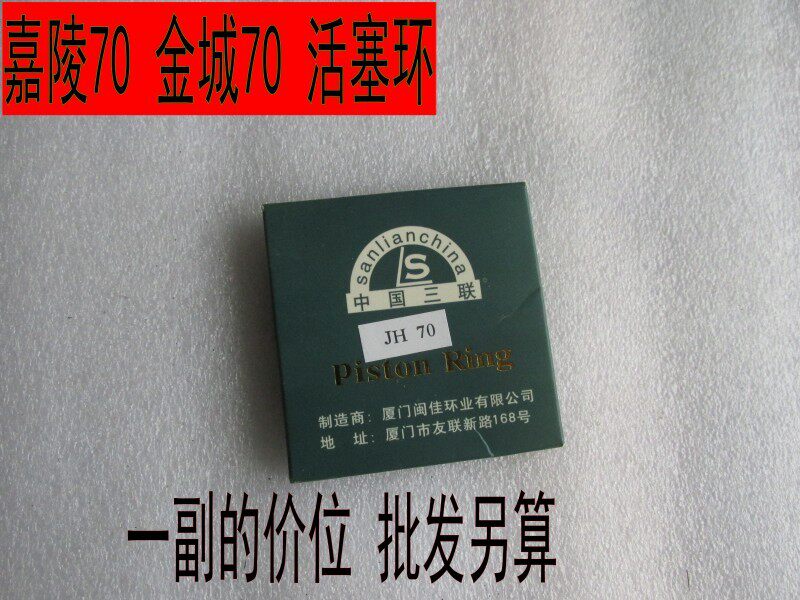 嘉陵70 金城70 活塞环
sanlianchina
LS
中国三联
JH 70
Piston Ring
制造商：厦门闽佳环业有限公司
地　址：厦门市友联新路168号
一副的价位 批发另算